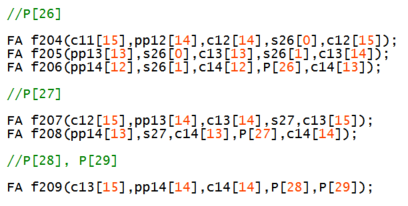 //P[26]
FA f204(c11[15],pp12[14],c12[14],s26[0],c12[15]);
FA f205(pp13[13],s26[0],c13[13],s26[1],c13[14]);
FA f206(pp14[12],s26[1],c14[12],P[26],c14[13]);
//P[27]
FA f207(c12[15],pp13[14],c13[14],s27,c13[15]);
FA f208(pp14[13],s27,c14[13],P[27],c14[14]);
//P[28], P[29]
FA f209(c13[15],pp14[14],c14[14],P[28],P[29]);